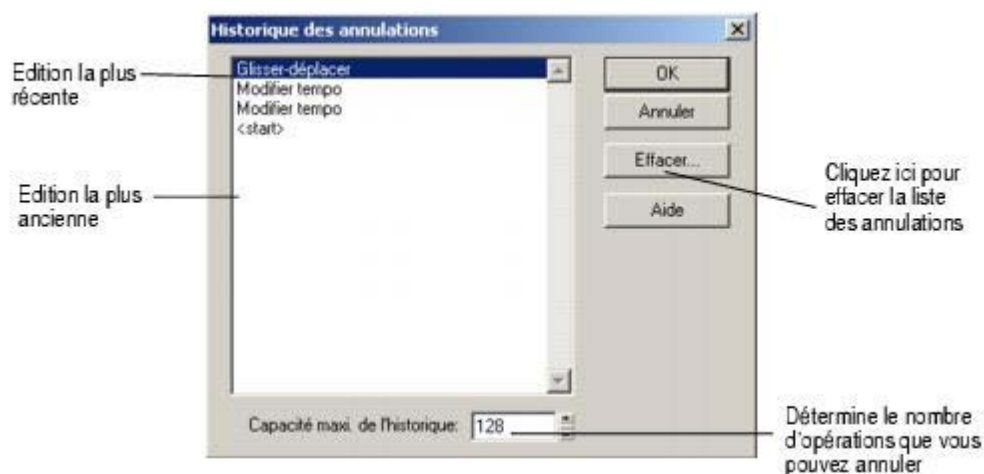 Historique des annulations
Edition la plus
récente
Glisser-déplacer
Modifier tempo
Modifier tempo
<start>
OK
Annuler
Effacer...
Aide
Edition la plus
ancienne
Cliquez ici pour
effacer la liste
des annulations
Capacité maxi. de l'historique: 128
Détermine le nombre
d'opérations que vous
pouvez annuler